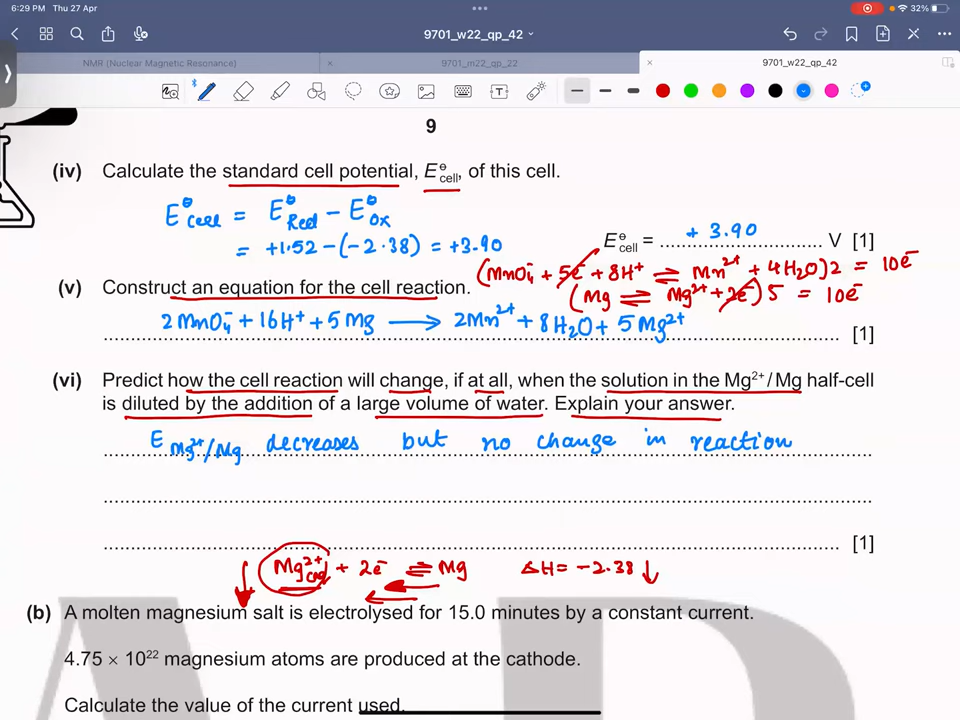 6:29 PM Thu 27 Apr
32%
9701_w22_qp_42
NMR (Nuclear Magnetic Resonance)
9701_m22_qp_22
9701_w22_qp_42
9
(iv) Calculate the standard cell potential, E⦵cell, of this cell.
E⦵cell = E⦵Red − E⦵Ox
= +1.52 − (−2.38) = +3.90
E⦵cell = +3.90 V [1]
(MnO4⁻ + 5e⁻ + 8H⁺ ⇌ Mn²⁺ + 4H2O) 2 = 10e⁻
(v) Construct an equation for the cell reaction.
(Mg ⇌ Mg²⁺ + 2e⁻) 5 = 10e⁻
2MnO4⁻ + 16H⁺ + 5Mg ⟶ 2Mn²⁺ + 8H2O + 5Mg²⁺ [1]
(vi) Predict how the cell reaction will change, if at all, when the solution in the Mg²⁺/Mg half-cell
is diluted by the addition of a large volume of water. Explain your answer.
E Mg²⁺/Mg decreases but no change in reaction
[1]
Mg²⁺(aq) + 2e⁻ ⇌ Mg ΔH = −2.38 ↓
(b) A molten magnesium salt is electrolysed for 15.0 minutes by a constant current.
4.75 × 10²² magnesium atoms are produced at the cathode.
Calculate the value of the current used.